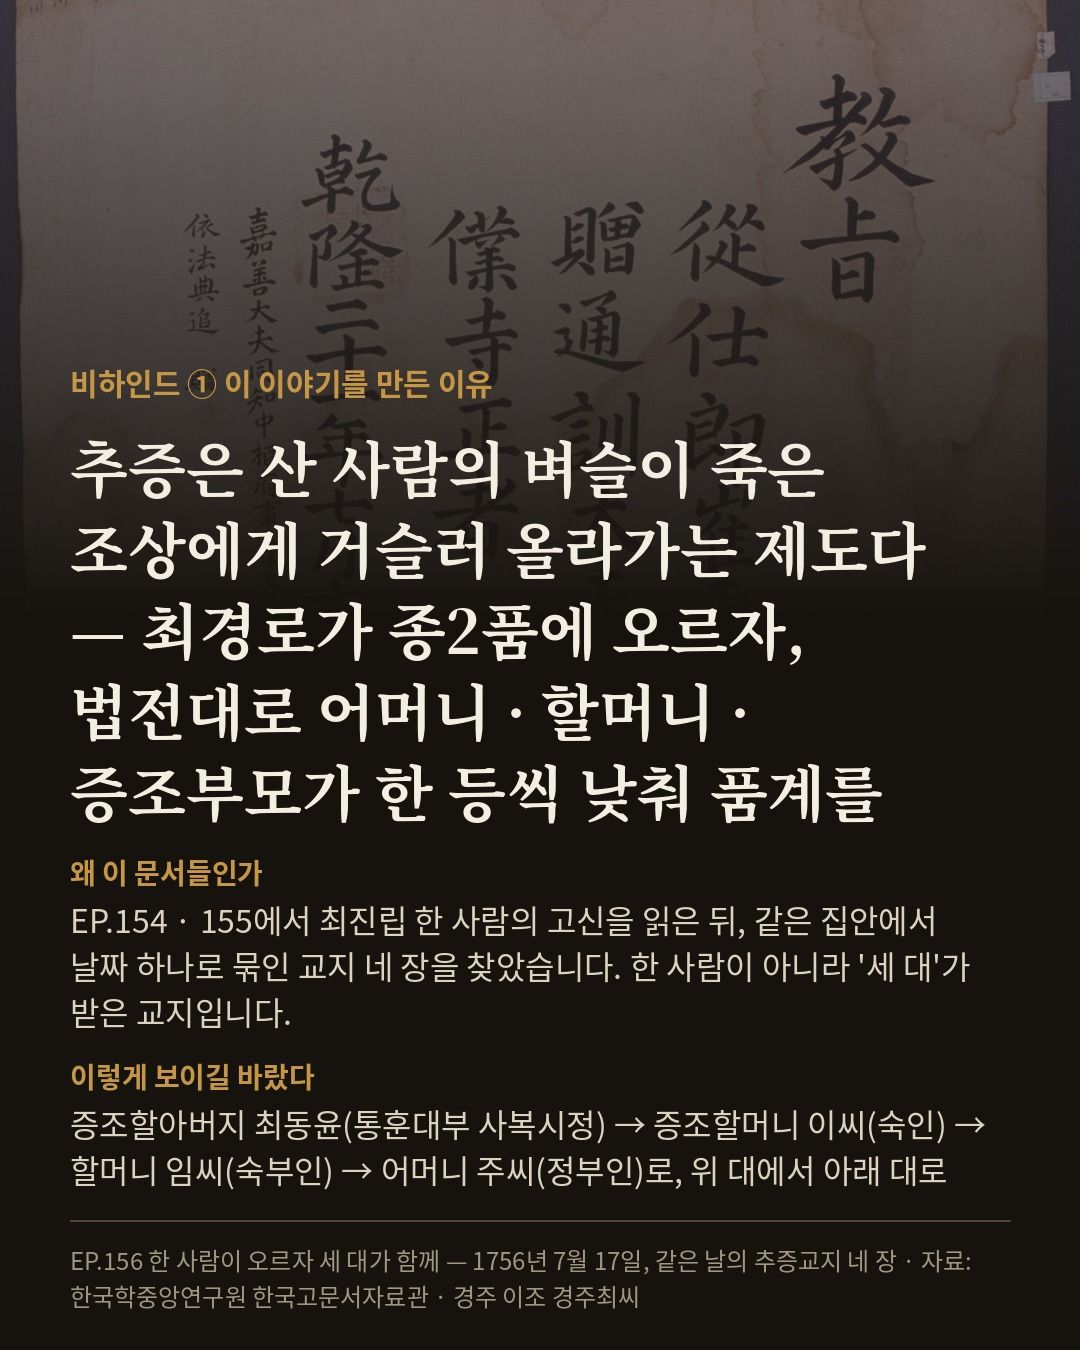 教旨
從仕郎崔
贈通訓大
僕寺正者
乾隆二十一年七月
嘉善大夫同知中樞府事
依法典追
비하인드 ① 이 이야기를 만든 이유
추증은 산 사람의 벼슬이 죽은
조상에게 거슬러 올라가는 제도다
— 최경로가 종2품에 오르자,
법전대로 어머니 · 할머니 ·
증조부모가 한 등씩 낮춰 품계를
왜 이 문서들인가
EP.154 · 155에서 최진립 한 사람의 고신을 읽은 뒤, 같은 집안에서
날짜 하나로 묶인 교지 네 장을 찾았습니다. 한 사람이 아니라 '세 대'가
받은 교지입니다.
이렇게 보이길 바랐다
증조할아버지 최동윤(통훈대부 사복시정) → 증조할머니 이씨(숙인) →
할머니 임씨(숙부인) → 어머니 주씨(정부인)로, 위 대에서 아래 대로
EP.156 한 사람이 오르자 세 대가 함께 — 1756년 7월 17일, 같은 날의 추증교지 네 장 · 자료:
한국학중앙연구원 한국고문서자료관 · 경주 이조 경주최씨